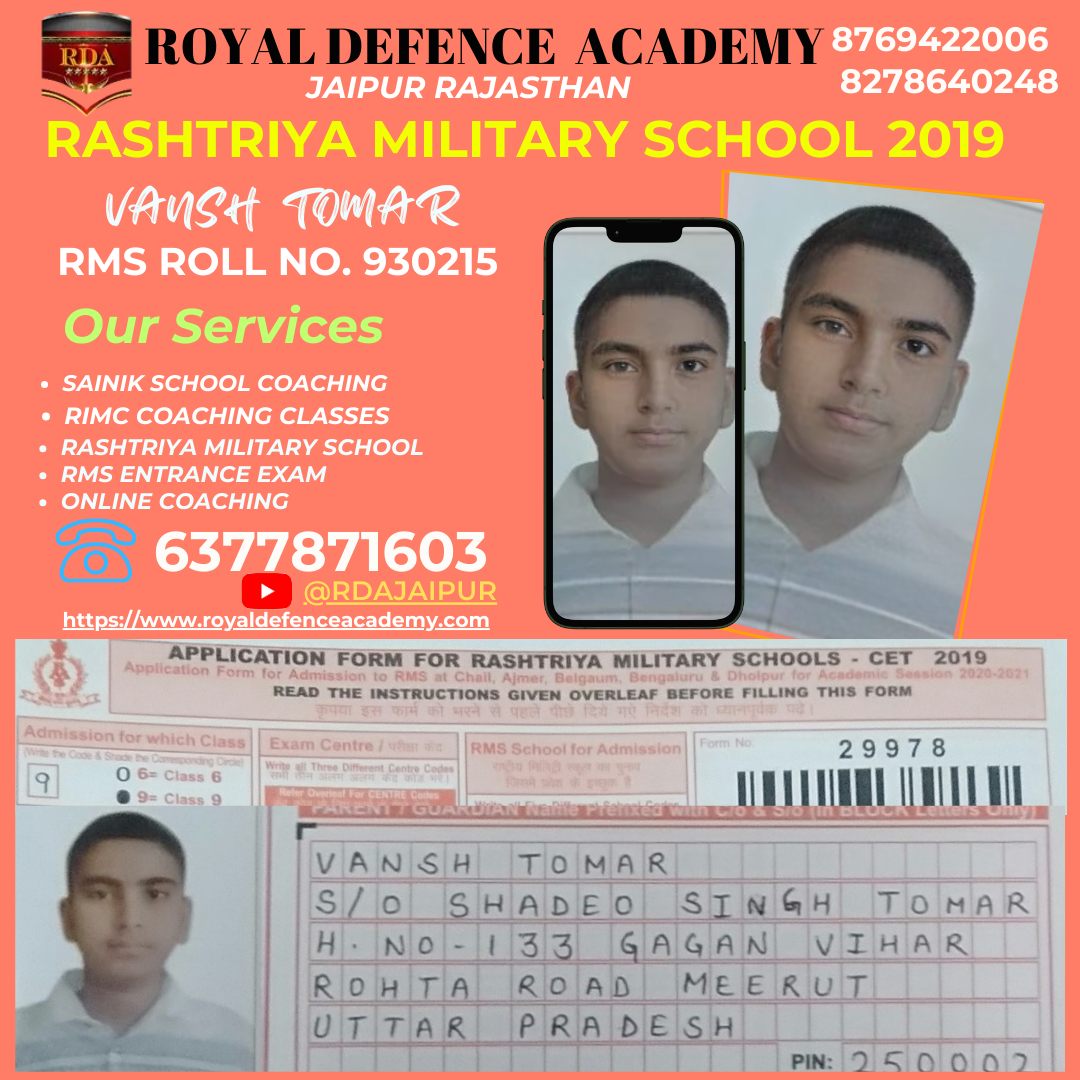 RDA
ROYAL DEFENCE ACADEMY
8769422006
JAIPUR RAJASTHAN
8278640248
RASHTRIYA MILITARY SCHOOL 2019
VANSH TOMAR
RMS ROLL NO. 930215
Our Services
• SAINIK SCHOOL COACHING
• RIMC COACHING CLASSES
• RASHTRIYA MILITARY SCHOOL
• RMS ENTRANCE EXAM
• ONLINE COACHING
6377871603
@RDAJAIPUR
https://www.royaldefenceacademy.com
APPLICATION FORM FOR RASHTRIYA MILITARY SCHOOLS - CET 2019
Application Form for Admission to RMS at Chail, Ajmer, Belgaum, Bengaluru & Dholpur for Academic Session 2020-2021
READ THE INSTRUCTIONS GIVEN OVERLEAF BEFORE FILLING THIS FORM
कृपया इस फार्म को भरने से पहले पीछे दिये गए निर्देश को ध्यानपूर्वक पढ़े।
Admission for which Class
(Write the Code & Shade the Corresponding Circle)
9
6= Class 6
9= Class 9
Exam Centre / परीक्षा केंद्र
Write all Three Different Centre Codes
सभी तीन अलग अलग केंद्र कोड भरें।
Refer Overleaf For CENTRE Codes
RMS School for Admission
राष्ट्रीय मिलिट्री स्कूल का चुनाव
जिसमे प्रवेश के इच्छुक है
Write all Five Different School Codes
Form No.
29978
PARENT / GUARDIAN Name Prefixed with C/o & S/o (in BLOCK Letters Only)
VANSH TOMAR
S/O SHADEO SINGH TOMAR
H.NO-133 GAGAN VIHAR
ROHTA ROAD MEERUT
UTTAR PRADESH
PIN: 250002